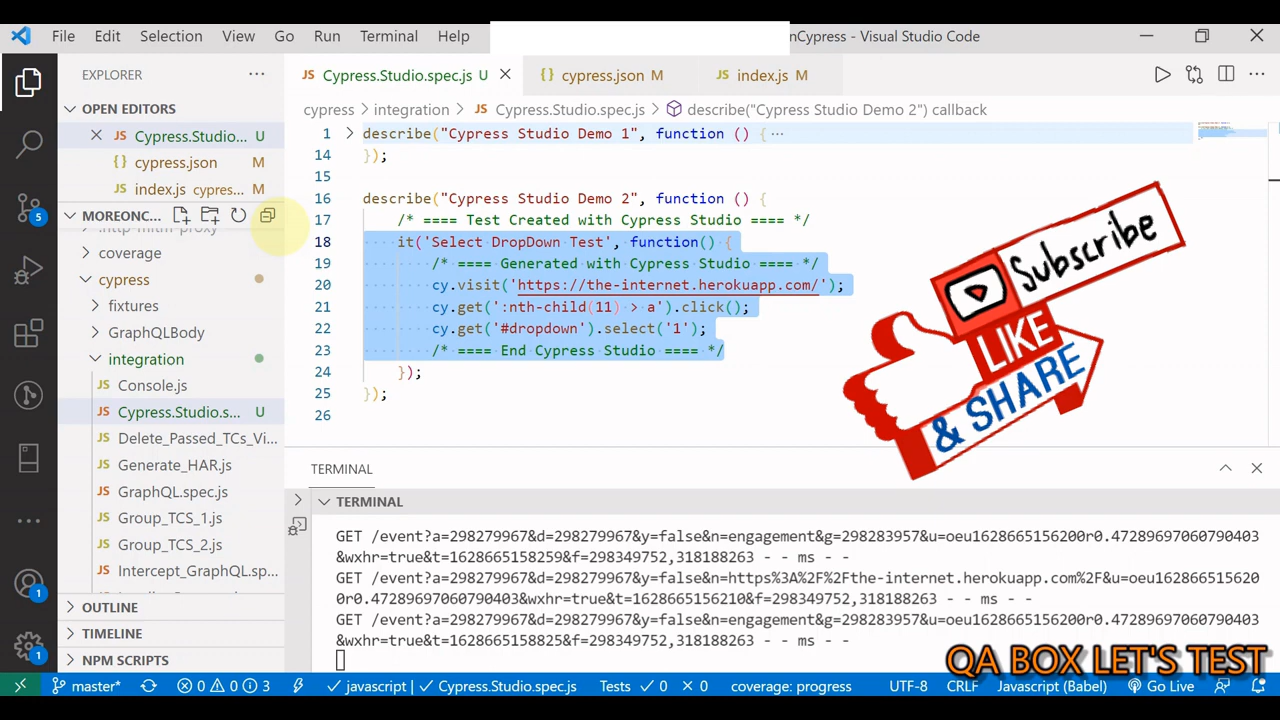 File Edit Selection View Go Run Terminal Help nCypress - Visual Studio Code
EXPLORER
OPEN EDITORS
Cypress.Studio... U
cypress.json M
index.js cypres... M
MOREONC...
coverage
cypress
fixtures
GraphQLBody
integration
Console.js
Cypress.Studio.s... U
Delete_Passed_TCs_Vi...
Generate_HAR.js
GraphQL.spec.js
Group_TCS_1.js
Group_TCS_2.js
Intercept_GraphQL.sp...
OUTLINE
TIMELINE
NPM SCRIPTS
5
1
1
Cypress.Studio.spec.js U
cypress.json M
index.js M
cypress > integration > Cypress.Studio.spec.js > describe("Cypress Studio Demo 2") callback
1 describe("Cypress Studio Demo 1", function () { ...
14 });
15
16 describe("Cypress Studio Demo 2", function () {
17 /* ==== Test Created with Cypress Studio ==== */
18 it('Select DropDown Test', function() {
19 /* ==== Generated with Cypress Studio ==== */
20 cy.visit('https://the-internet.herokuapp.com/');
21 cy.get(':nth-child(11) > a').click();
22 cy.get('#dropdown').select('1');
23 /* ==== End Cypress Studio ==== */
24 });
25 });
26
Subscribe
LIKE
& SHARE
TERMINAL
TERMINAL
GET /event?a=298279967&d=298279967&y=false&n=engagement&g=298283957&u=oeu1628665156200r0.47289697060790403
&wxhr=true&t=1628665158259&f=298349752,318188263 - - ms - -
GET /event?a=298279967&d=298279967&y=false&n=https%3A%2F%2Fthe-internet.herokuapp.com%2F&u=oeu162866515620
0r0.47289697060790403&wxhr=true&t=1628665156210&f=298349752,318188263 - - ms - -
GET /event?a=298279967&d=298279967&y=false&n=engagement&g=298283957&u=oeu1628665156200r0.47289697060790403
&wxhr=true&t=1628665158825&f=298349752,318188263 - - ms - -
QA BOX LET'S TEST
master* 0 0 3 javascript | Cypress.Studio.spec.js Tests 0 0 coverage: progress UTF-8 CRLF Javascript (Babel) Go Live